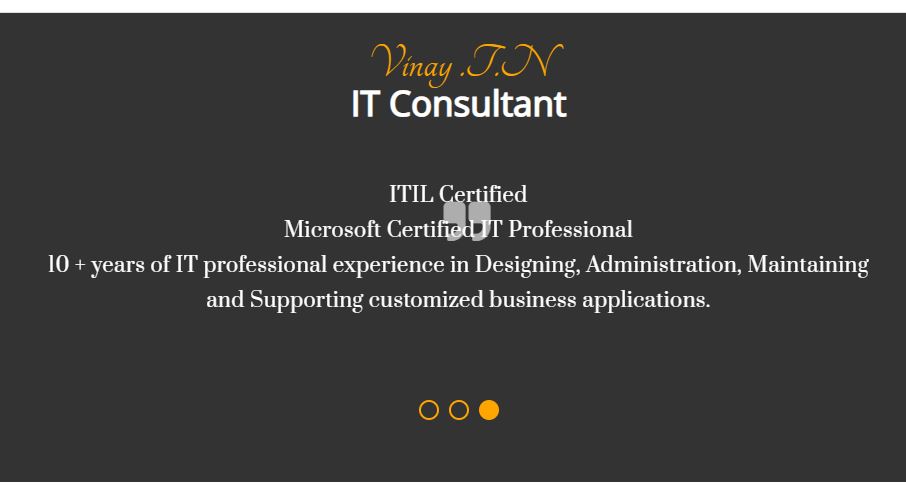 Vinay .T.N
IT Consultant
ITIL Certified
Microsoft Certified IT Professional
10 + years of IT professional experience in Designing, Administration, Maintaining
and Supporting customized business applications.